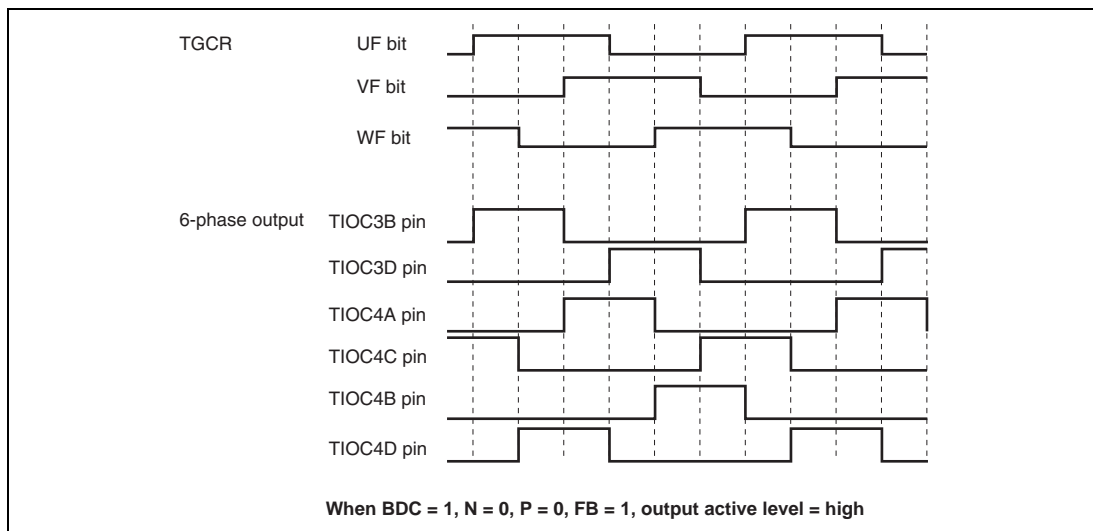 TGCR UF bit
VF bit
WF bit
6-phase output TIOC3B pin
TIOC3D pin
TIOC4A pin
TIOC4C pin
TIOC4B pin
TIOC4D pin
When BDC = 1, N = 0, P = 0, FB = 1, output active level = high